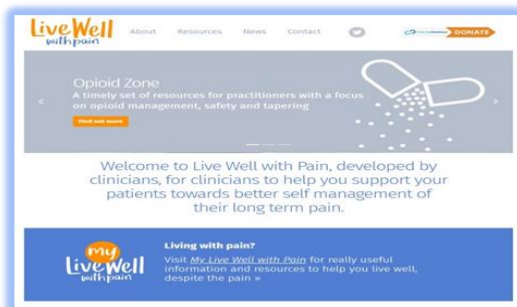 Live Well
with pain
About Resources News Contact
DONATE
Opioid Zone
A timely set of resources for practitioners with a focus
on opioid management, safety and tapering
Find out more
Welcome to Live Well with Pain, developed by
clinicians, for clinicians to help you support your
patients towards better self management of
their long term pain.
my
Live Well
with pain
Living with pain?
Visit My Live Well with Pain for really useful
information and resources to help you live well,
despite the pain »